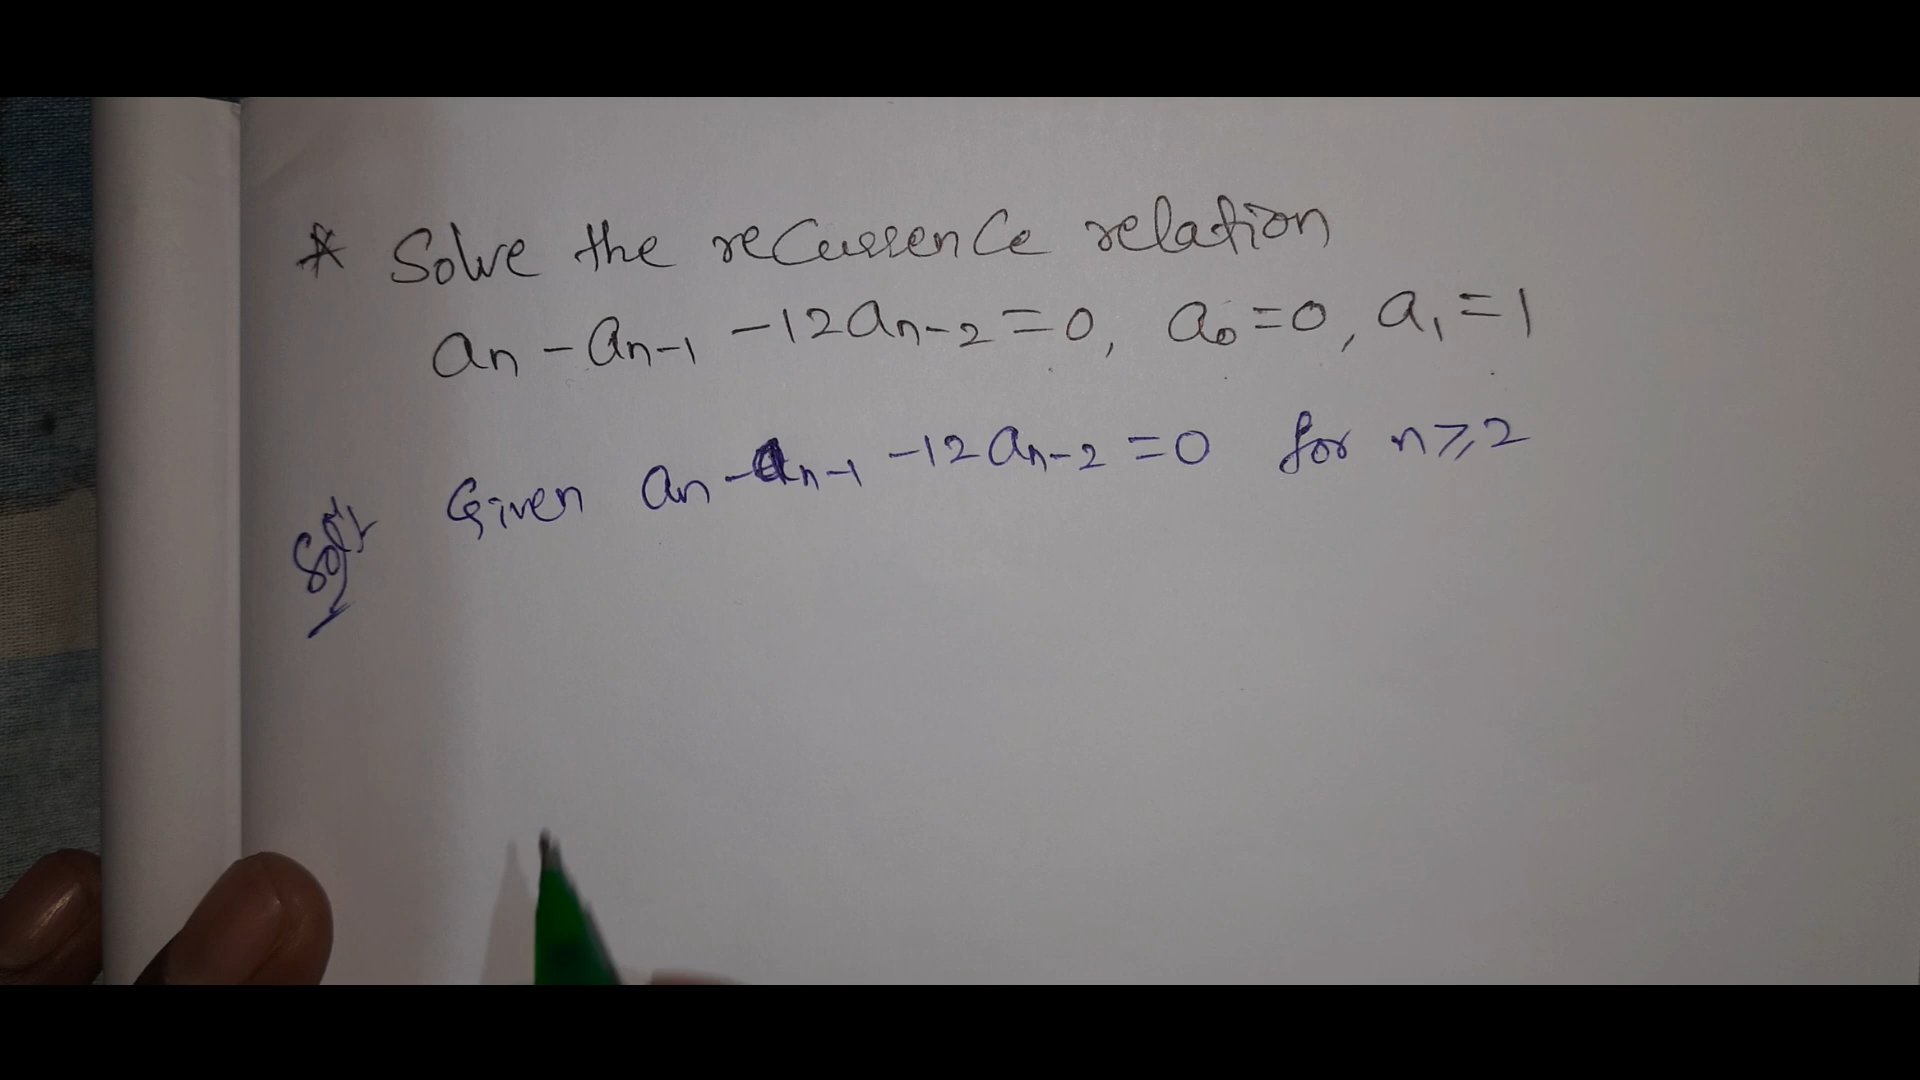 * Solve the recurrence relation
an - an-1 - 12an-2 = 0, a0 = 0, a1 = 1
Soln Given an - an-1 - 12an-2 = 0 for n ≥ 2